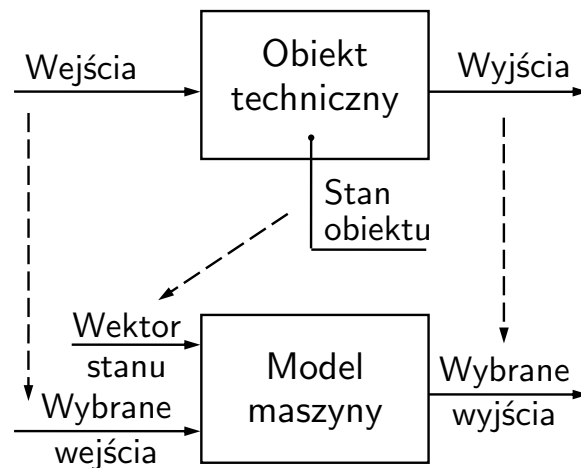 Wejścia
Obiekt
techniczny
Wyjścia
Stan
obiektu
Wektor
stanu
Wybrane
wejścia
Model
maszyny
Wybrane
wyjścia